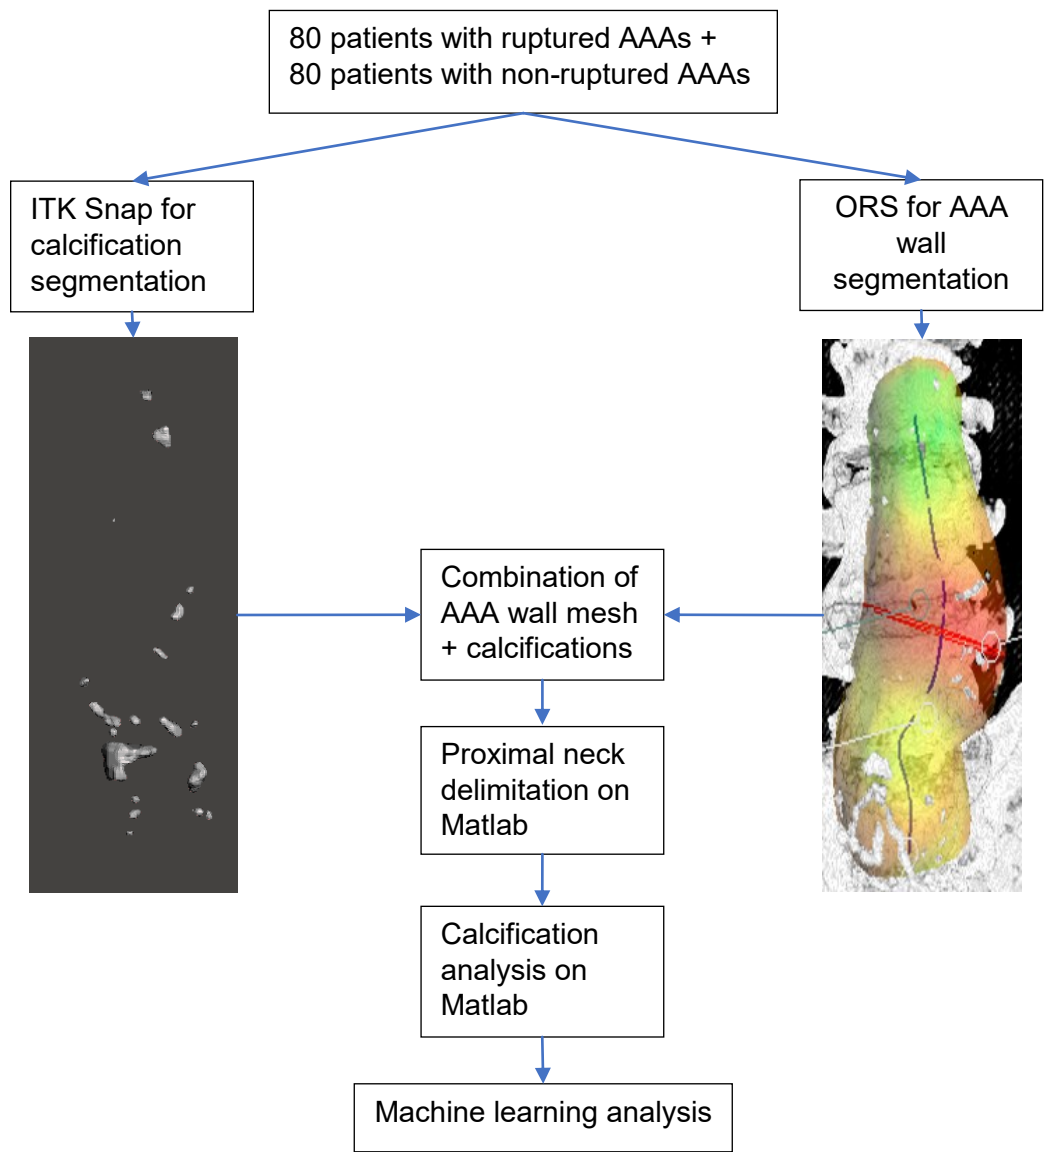 80 patients with ruptured AAAs +
80 patients with non-ruptured AAAs
ITK Snap for
calcification
segmentation
ORS for AAA
wall
segmentation
Combination of
AAA wall mesh
+ calcifications
Proximal neck
delimitation on
Matlab
Calcification
analysis on
Matlab
Machine learning analysis